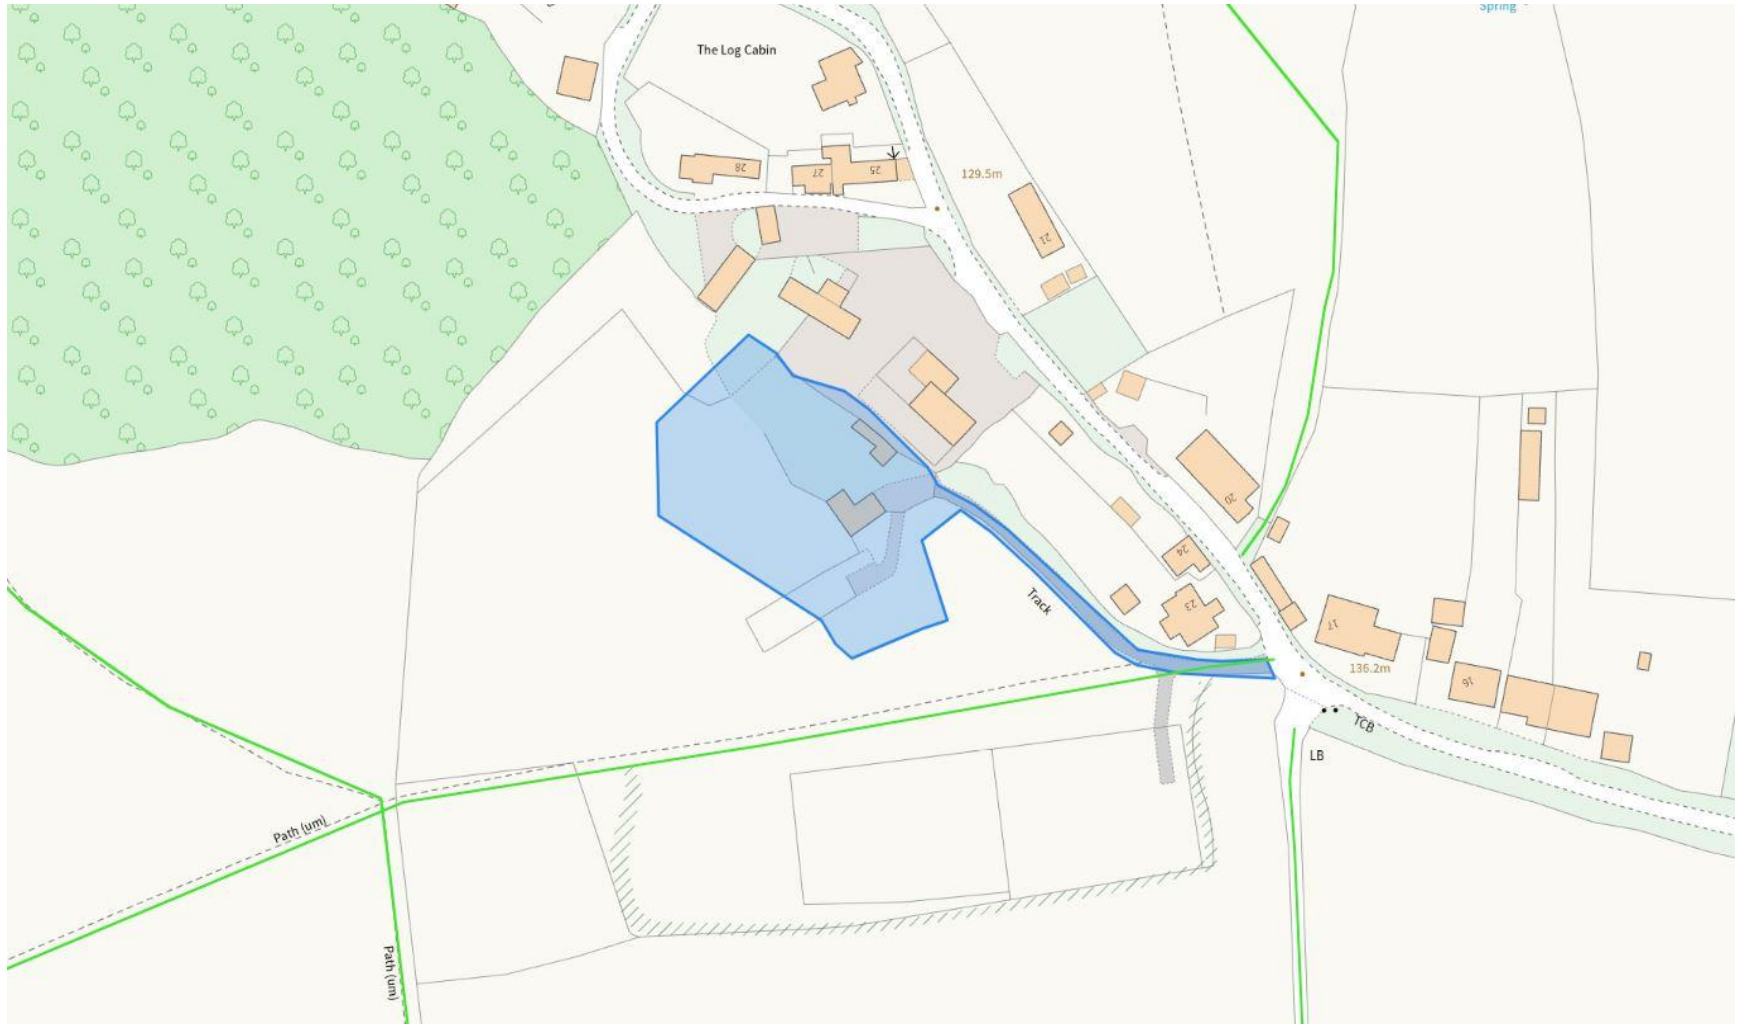 Spring
The Log Cabin
28
27
25
129.5m
21
20
24
23
Track
17
136.2m
16
TCB
LB
Path (um)
Path (um)